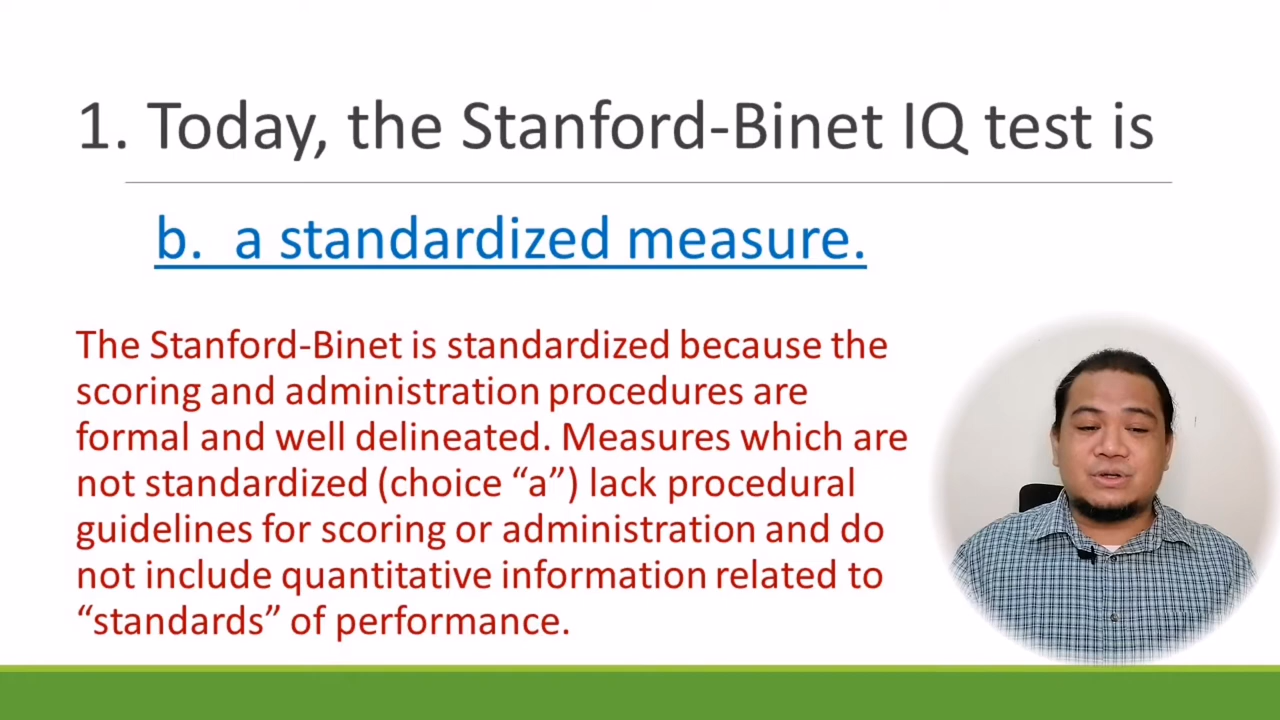 1. Today, the Stanford-Binet IQ test is
b. a standardized measure.
The Stanford-Binet is standardized because the
scoring and administration procedures are
formal and well delineated. Measures which are
not standardized (choice “a”) lack procedural
guidelines for scoring or administration and do
not include quantitative information related to
“standards” of performance.